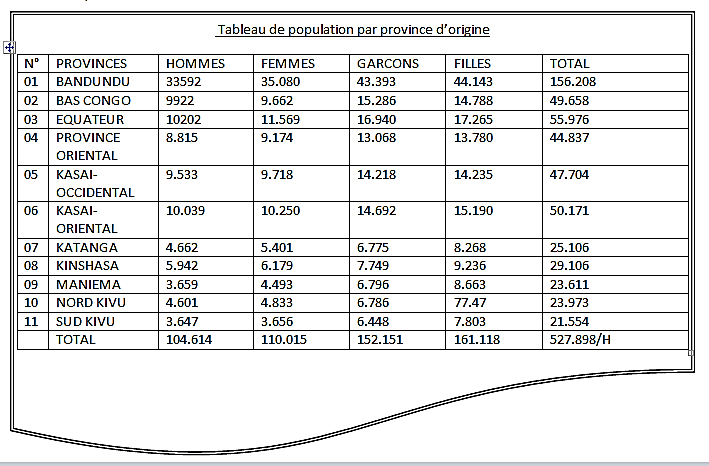 Tableau de population par province d'origine
N° PROVINCES HOMMES FEMMES GARCONS FILLES TOTAL
01 BANDUNDU 33592 35.080 43.393 44.143 156.208
02 BAS CONGO 9922 9.662 15.286 14.788 49.658
03 EQUATEUR 10202 11.569 16.940 17.265 55.976
04 PROVINCE ORIENTAL 8.815 9.174 13.068 13.780 44.837
05 KASAI-OCCIDENTAL 9.533 9.718 14.218 14.235 47.704
06 KASAI-ORIENTAL 10.039 10.250 14.692 15.190 50.171
07 KATANGA 4.662 5.401 6.775 8.268 25.106
08 KINSHASA 5.942 6.179 7.749 9.236 29.106
09 MANIEMA 3.659 4.493 6.796 8.663 23.611
10 NORD KIVU 4.601 4.833 6.786 77.47 23.973
11 SUD KIVU 3.647 3.656 6.448 7.803 21.554
TOTAL 104.614 110.015 152.151 161.118 527.898/H